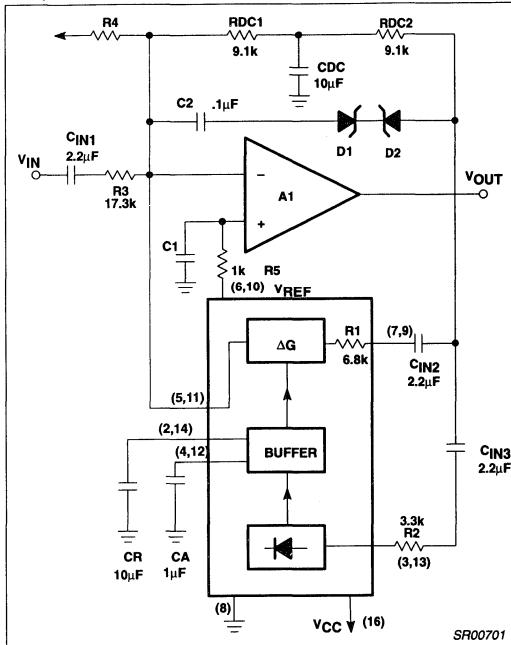 R4
RDC1
RDC2
9.1k
9.1k
CDC
10µF
C2
.1µF
CIN1
2.2µF
D1
D2
VIN
VOUT
R3
17.3k
–
A1
+
C1
1k
R5
(6,10)
VREF
ΔG
R1
6.8k
(7,9)
CIN2
2.2µF
(5,11)
(2,14)
(4,12)
BUFFER
CIN3
2.2µF
3.3k
R2
(3,13)
CR
10µF
CA
1µF
(8)
VCC
(16)
SR00701